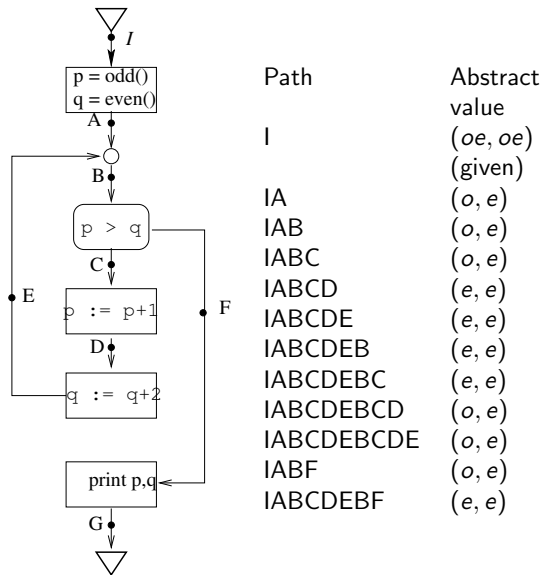 I
p = odd()
q = even()
A
B
p > q
C
E
F
p := p+1
D
q := q+2
print p,q
G
Path Abstract
value
I (oe, oe)
(given)
IA (o, e)
IAB (o, e)
IABC (o, e)
IABCD (e, e)
IABCDE (e, e)
IABCDEB (e, e)
IABCDEBC (e, e)
IABCDEBCD (o, e)
IABCDEBCDE (o, e)
IABF (o, e)
IABCDEBF (e, e)